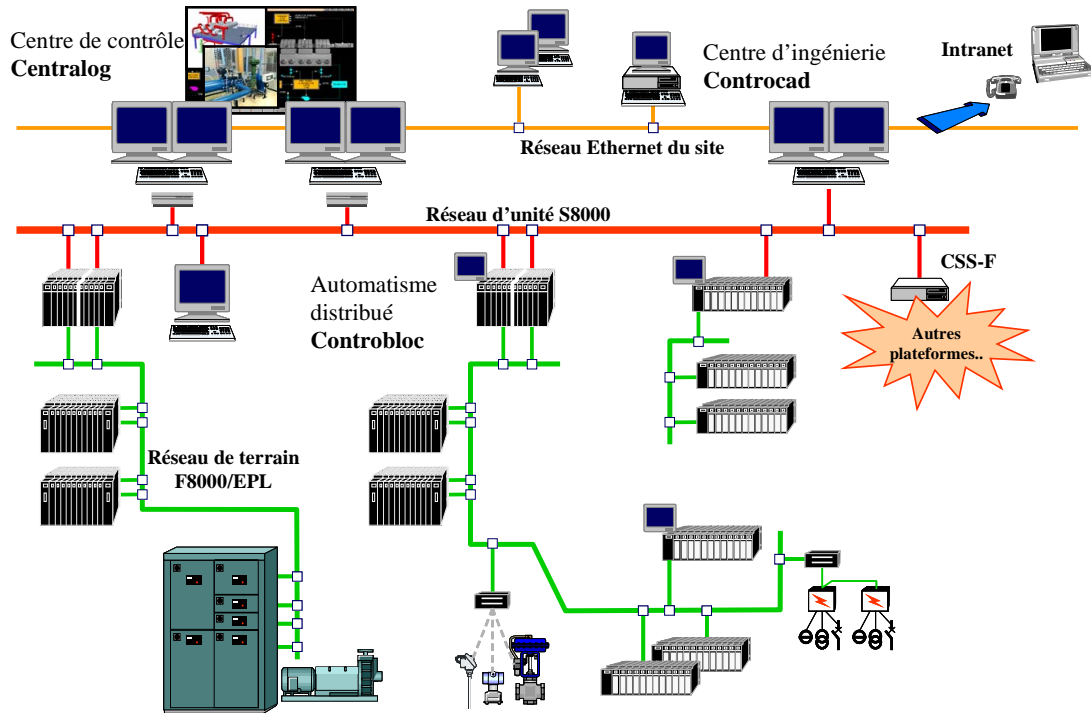 Centre de contrôle
Centralog
Centre d'ingénierie
Controcad
Intranet
Réseau Ethernet du site
Réseau d'unité S8000
CSS-F
Automatisme
distribué
Controbloc
Autres
plateformes..
Réseau de terrain
F8000/EPL